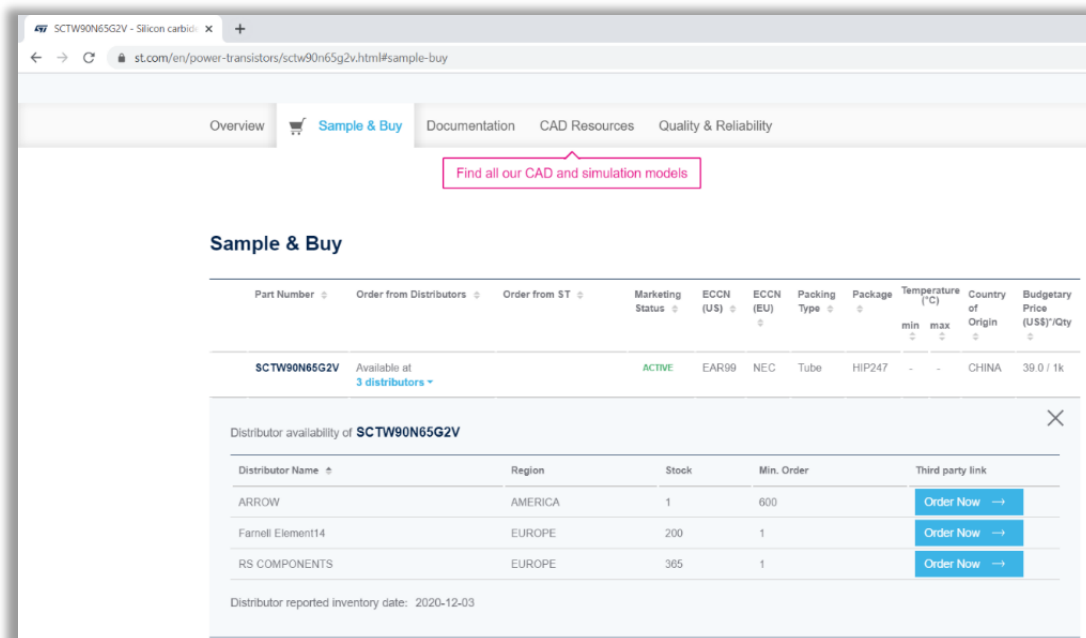 SCTW90N65G2V - Silicon carbide
st.com/en/power-transistors/sctw90n65g2v.html#sample-buy
Overview Sample & Buy Documentation CAD Resources Quality & Reliability
Find all our CAD and simulation models
Sample & Buy
Part Number Order from Distributors Order from ST Marketing Status ECCN (US) ECCN (EU) Packing Type Package Temperature (°C) min max Country of Origin Budgetary Price (US$)*/Qty
SCTW90N65G2V Available at 3 distributors ACTIVE EAR99 NEC Tube HIP247 - - CHINA 39.0 / 1k
Distributor availability of SCTW90N65G2V
Distributor Name Region Stock Min. Order Third party link
ARROW AMERICA 1 600 Order Now →
Farnell Element14 EUROPE 200 1 Order Now →
RS COMPONENTS EUROPE 365 1 Order Now →
Distributor reported inventory date: 2020-12-03